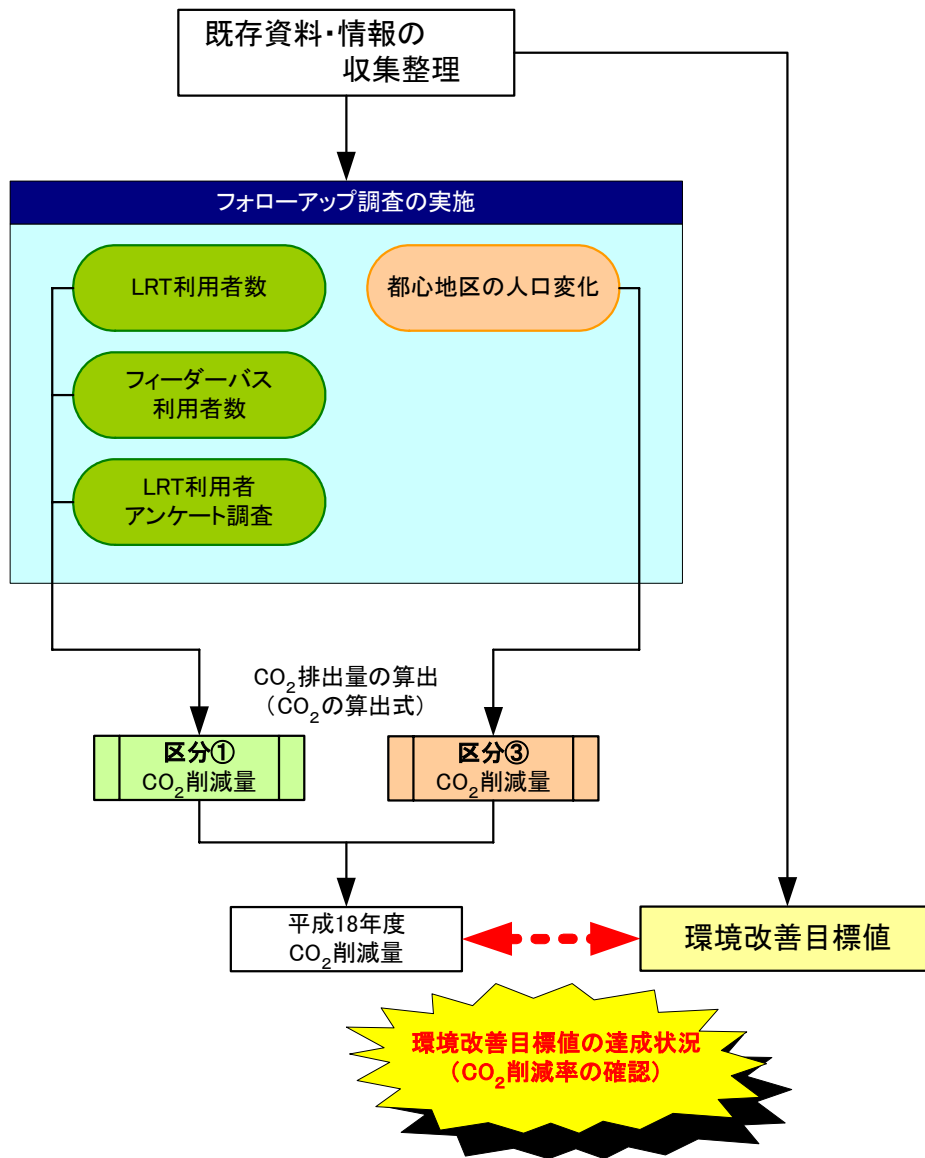 既存資料・情報の
収集整理
フォローアップ調査の実施
LRT利用者数
都心地区の人口変化
フィーダーバス
利用者数
LRT利用者
アンケート調査
CO₂排出量の算出
（CO₂の算出式）
区分①
CO₂削減量
区分③
CO₂削減量
平成18年度
CO₂削減量
環境改善目標値
環境改善目標値の達成状況
（CO₂削減率の確認）